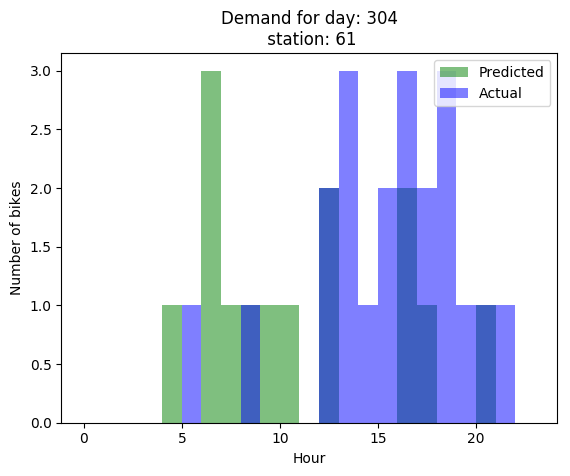 Demand for day: 304
station: 61
Predicted
Actual
3.0
2.5
2.0
1.5
1.0
0.5
0.0
Number of bikes
0
5
10
15
20
Hour